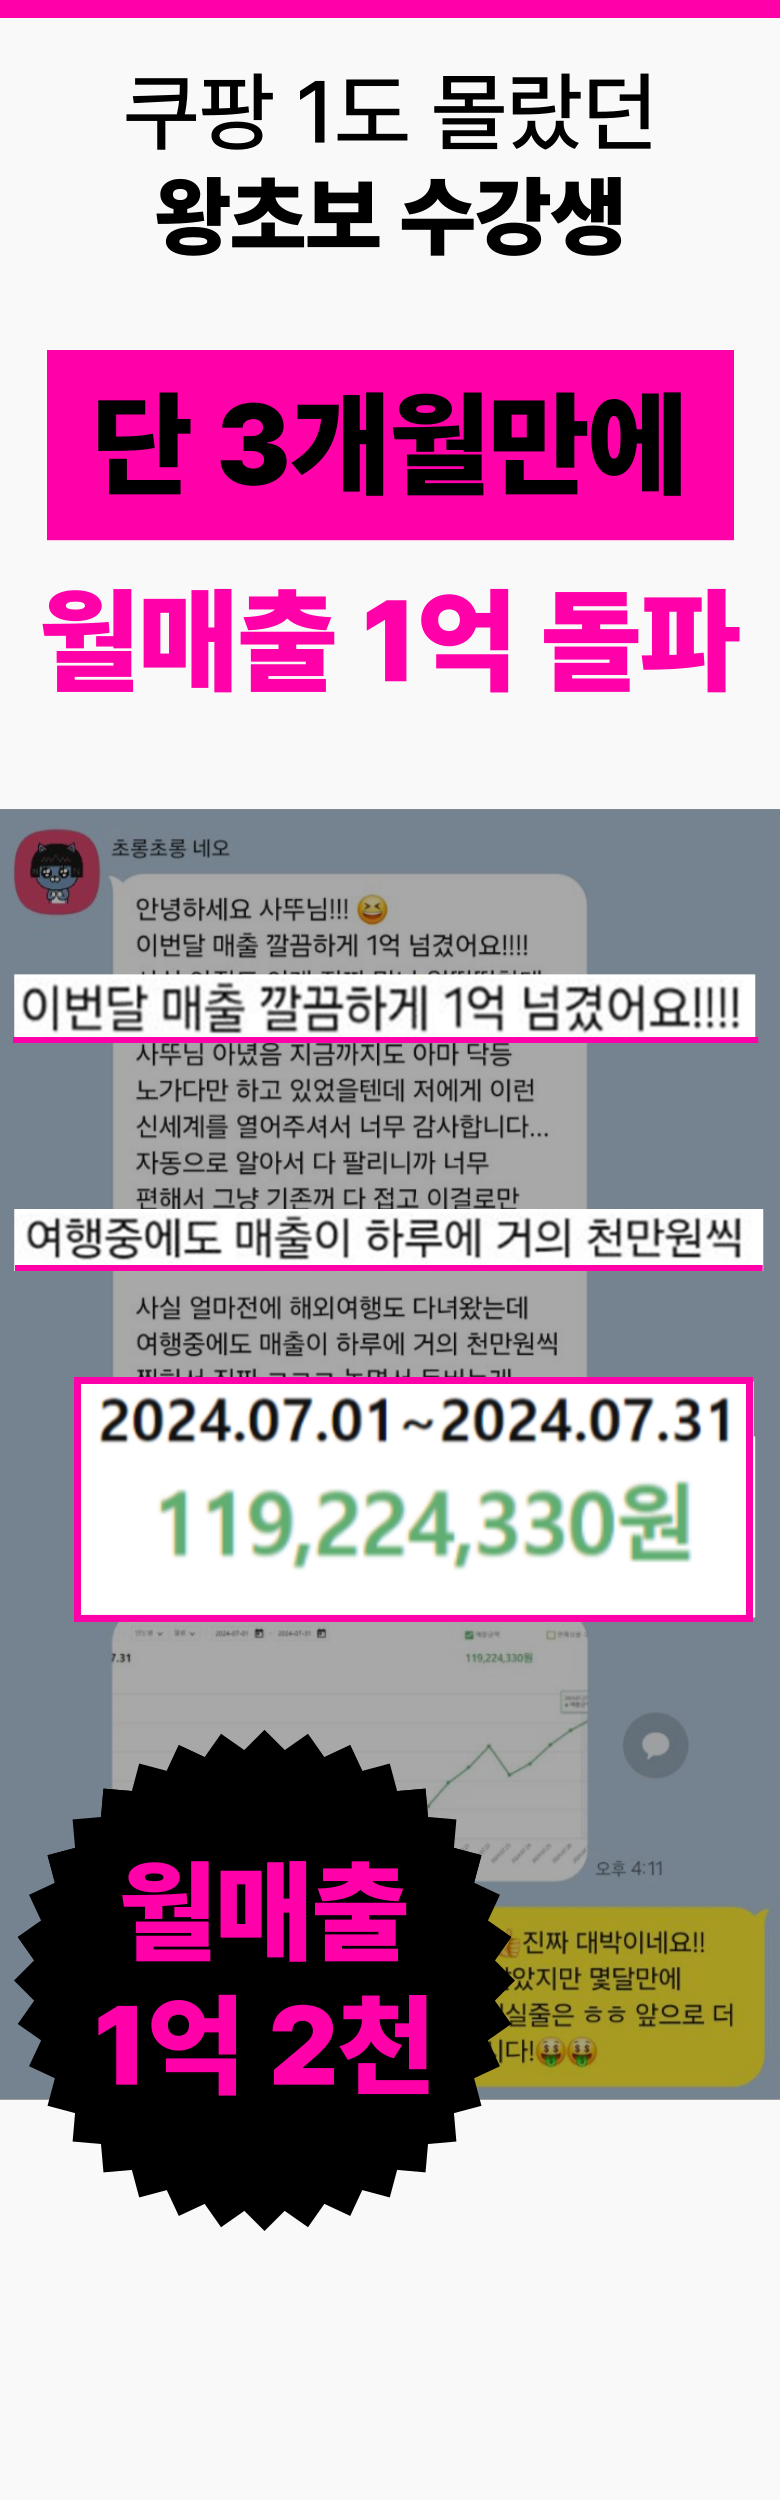 쿠팡 1도 몰랐던
왕초보 수강생
단 3개월만에
월매출 1억 돌파
초롱초롱 네오
안녕하세요 사뚜님!!! 😆
이번달 매출 깔끔하게 1억 넘겼어요!!!!
이번달 매출 깔끔하게 1억 넘겼어요!!!!
사뚜님 아녔음 지금까지도 아마 닥등
노가다만 하고 있었을텐데 저에게 이런
신세계를 열어주셔서 너무 감사합니다...
자동으로 알아서 다 팔리니까 너무
편해서 그냥 기존꺼 다 접고 이걸로만
여행중에도 매출이 하루에 거의 천만원씩
사실 얼마전에 해외여행도 다녀왔는데
여행중에도 매출이 하루에 거의 천만원씩
2024.07.01~2024.07.31
119,224,330원
2024-07-01 - 2024-07-31
7.31
119,224,330원
오후 4:11
월매출
1억 2천
👍진짜 대박이네요!!
았지만 몇달만에
실줄은 ㅎㅎ 앞으로 더
다!🤑🤑